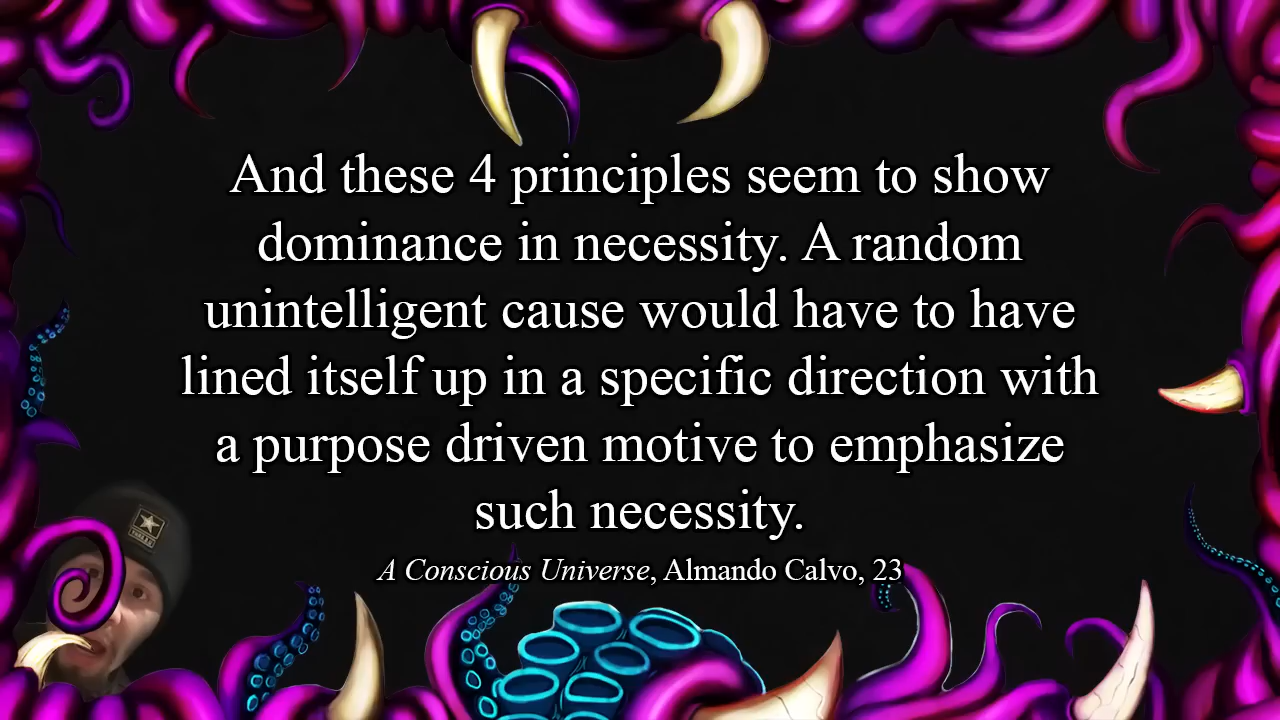 And these 4 principles seem to show
dominance in necessity. A random
unintelligent cause would have to have
lined itself up in a specific direction with
a purpose driven motive to emphasize
such necessity.
A Conscious Universe, Almando Calvo, 23